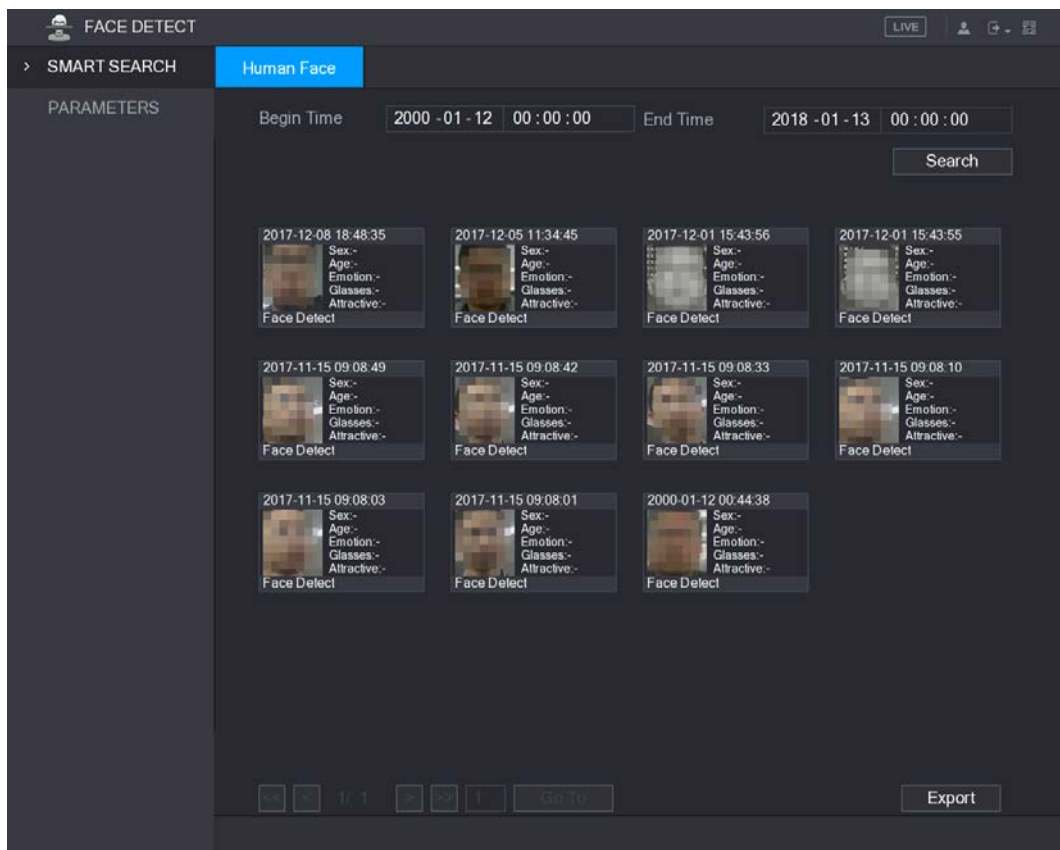 FACE DETECT
LIVE
SMART SEARCH
Human Face
PARAMETERS
Begin Time 2000 -01 - 12 00 : 00 : 00 End Time 2018 -01 - 13 00 : 00 : 00
Search
2017-12-08 18:48:35
Sex:-
Age:-
Emotion:-
Glasses:-
Attractive:-
Face Detect
2017-12-05 11:34:45
Sex:-
Age:-
Emotion:-
Glasses:-
Attractive:-
Face Detect
2017-12-01 15:43:56
Sex:-
Age:-
Emotion:-
Glasses:-
Attractive:-
Face Detect
2017-12-01 15:43:55
Sex:-
Age:-
Emotion:-
Glasses:-
Attractive:-
Face Detect
2017-11-15 09:08:49
Sex:-
Age:-
Emotion:-
Glasses:-
Attractive:-
Face Detect
2017-11-15 09:08:42
Sex:-
Age:-
Emotion:-
Glasses:-
Attractive:-
Face Detect
2017-11-15 09:08:33
Sex:-
Age:-
Emotion:-
Glasses:-
Attractive:-
Face Detect
2017-11-15 09:08:10
Sex:-
Age:-
Emotion:-
Glasses:-
Attractive:-
Face Detect
2017-11-15 09:08:03
Sex:-
Age:-
Emotion:-
Glasses:-
Attractive:-
Face Detect
2017-11-15 09:08:01
Sex:-
Age:-
Emotion:-
Glasses:-
Attractive:-
Face Detect
2000-01-12 00:44:38
Sex:-
Age:-
Emotion:-
Glasses:-
Attractive:-
Face Detect
<< < 1/ 1 > >> 1 Go To
Export